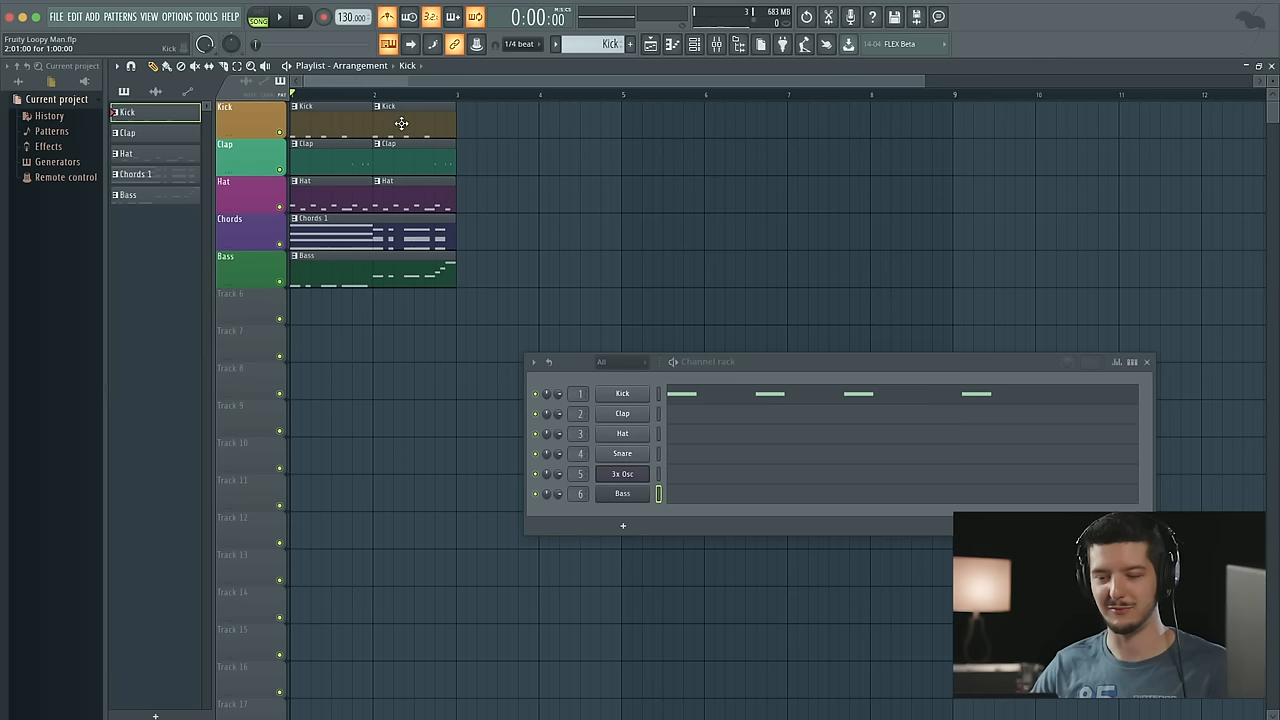 FILE EDIT ADD PATTERNS VIEW OPTIONS TOOLS HELP
SONG
130.000
3.2.
0:00:00
M:S:CS
3
683 MB
0
Fruity Loopy Man.flp
2:01:00 for 1:00:00
Kick
1/4 beat
Kick
14-04 FLEX Beta
Current project
Playlist - Arrangement › Kick ›
Current project
History
Patterns
Effects
Generators
Remote control
Kick
Clap
Hat
Chords 1
Bass
2 3 4 5 6 7 8 9 10 11 12
Kick
Kick
Kick
Clap
Clap
Clap
Hat
Hat
Hat
Chords
Chords 1
Bass
Bass
Track 6
Track 7
Track 8
Track 9
Track 10
Track 11
Track 12
Track 13
Track 14
Track 15
Track 16
Track 17
All
Channel rack
1 Kick
2 Clap
3 Hat
4 Snare
5 3x Osc
6 Bass
+
+